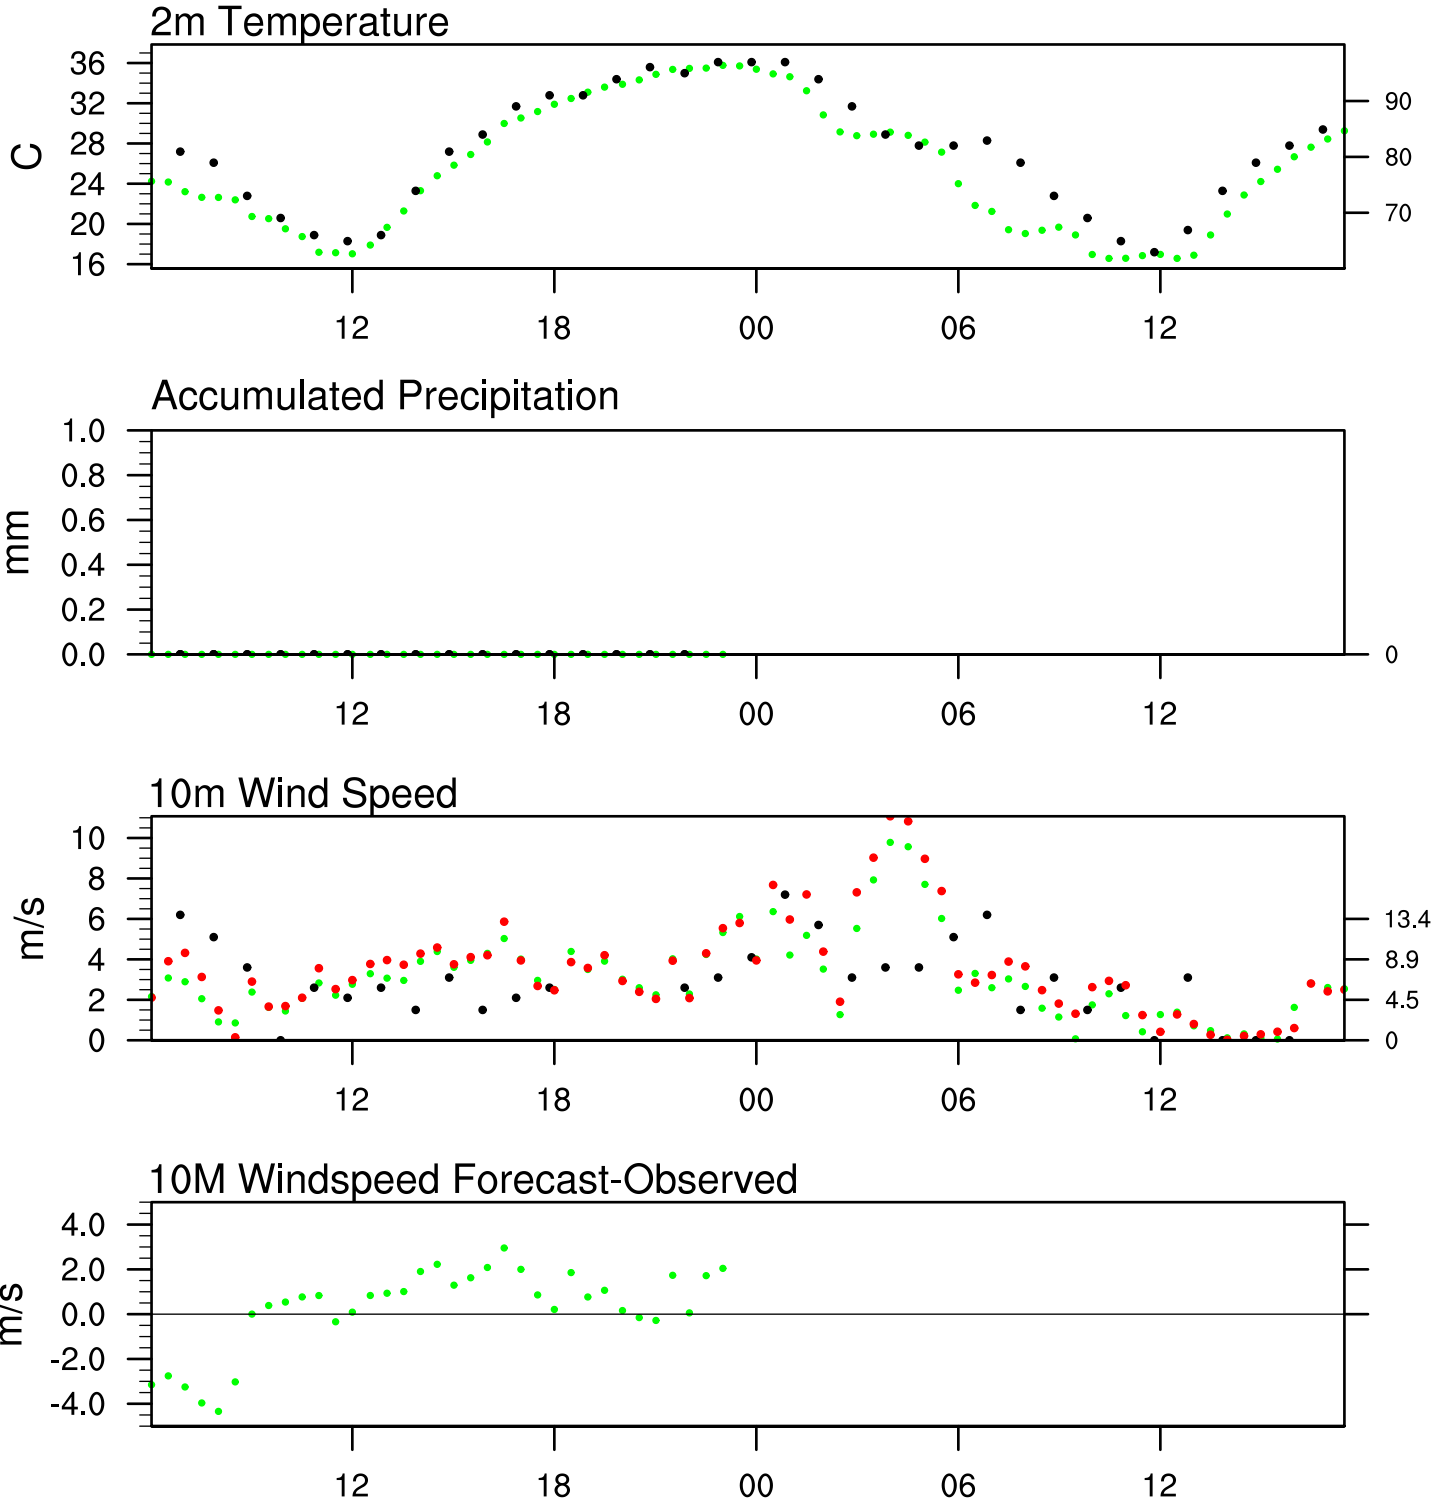 2m Temperature
36
32
28
24
20
16
C
90
80
70
12 18 00 06 12
Accumulated Precipitation
1.0
0.8
0.6
0.4
0.2
0.0
mm
0
12 18 00 06 12
10m Wind Speed
10
8
6
4
2
0
m/s
13.4
8.9
4.5
0
12 18 00 06 12
10M Windspeed Forecast-Observed
4.0
2.0
0.0
-2.0
-4.0
m/s
12 18 00 06 12